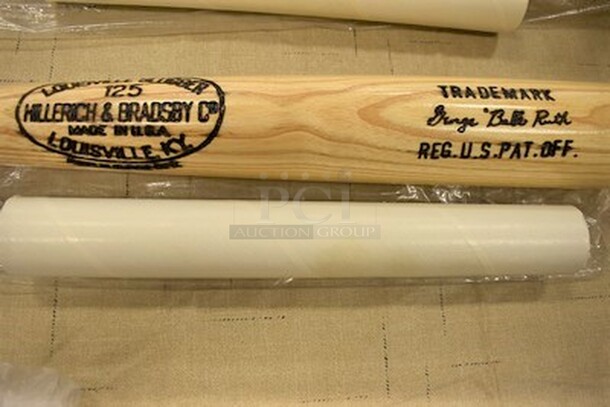 LOUISVILLE SLUGGER
125
HILLERICH & BRADSBY Co
MADE IN U.S.A
LOUISVILLE, KY.
TRADEMARK
George "Babe Ruth
REG. U.S. PAT. OFF.
PCI
AUCTION GROUP